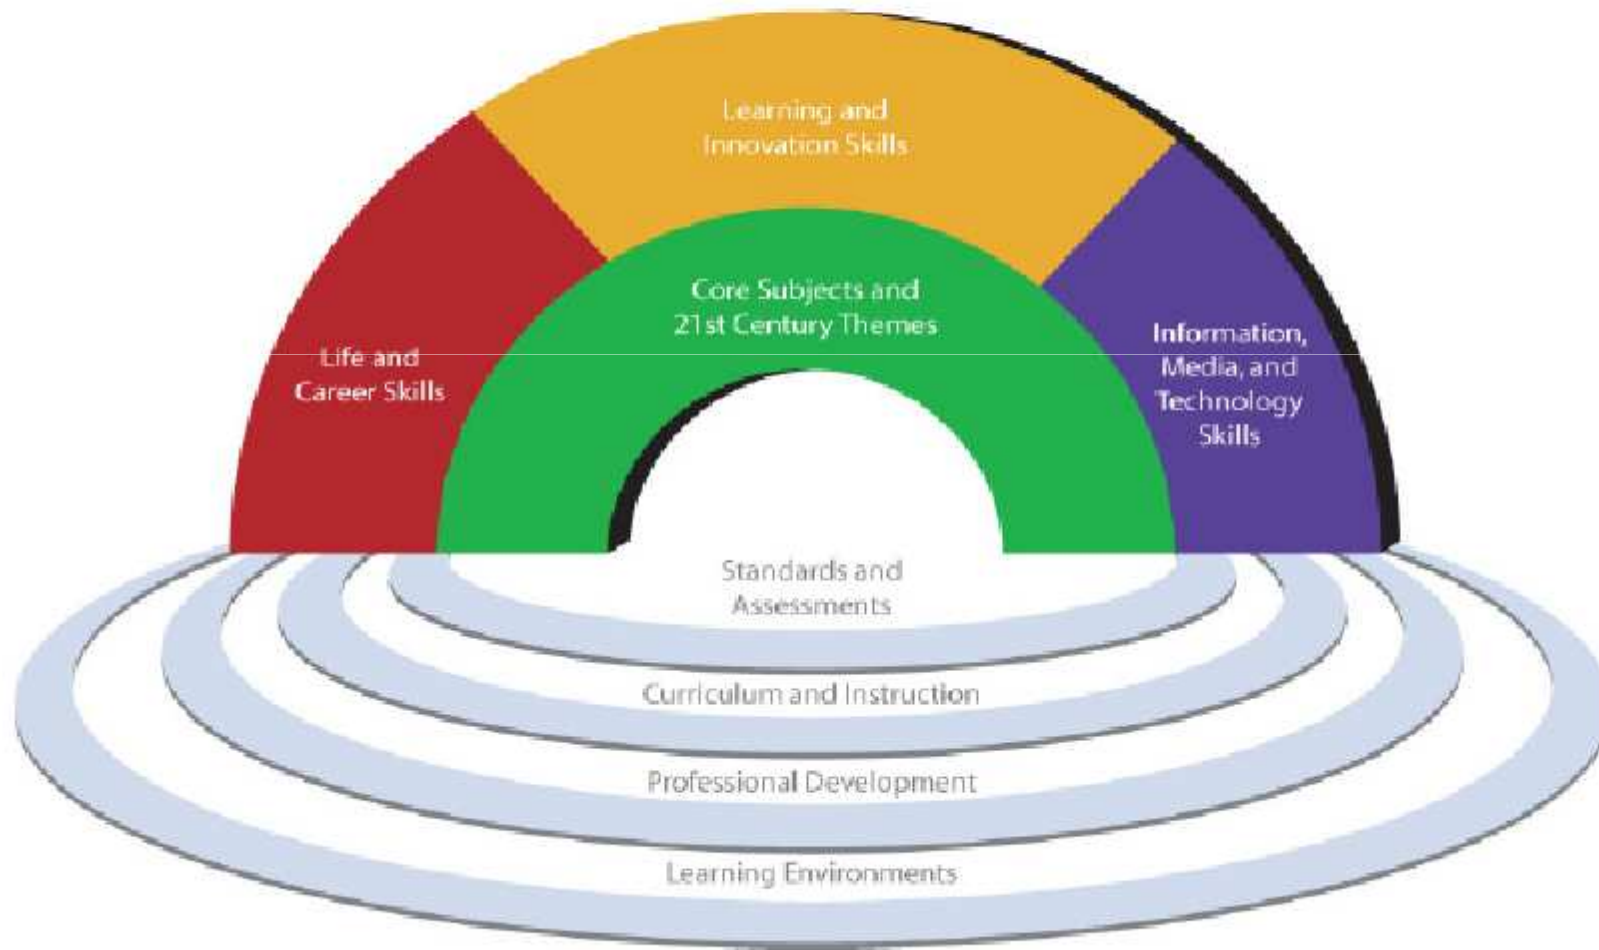 Learning and
Innovation Skills
Core Subjects and
21st Century Themes
Life and
Career Skills
Information,
Media, and
Technology
Skills
Standards and
Assessments
Curriculum and Instruction
Professional Development
Learning Environments